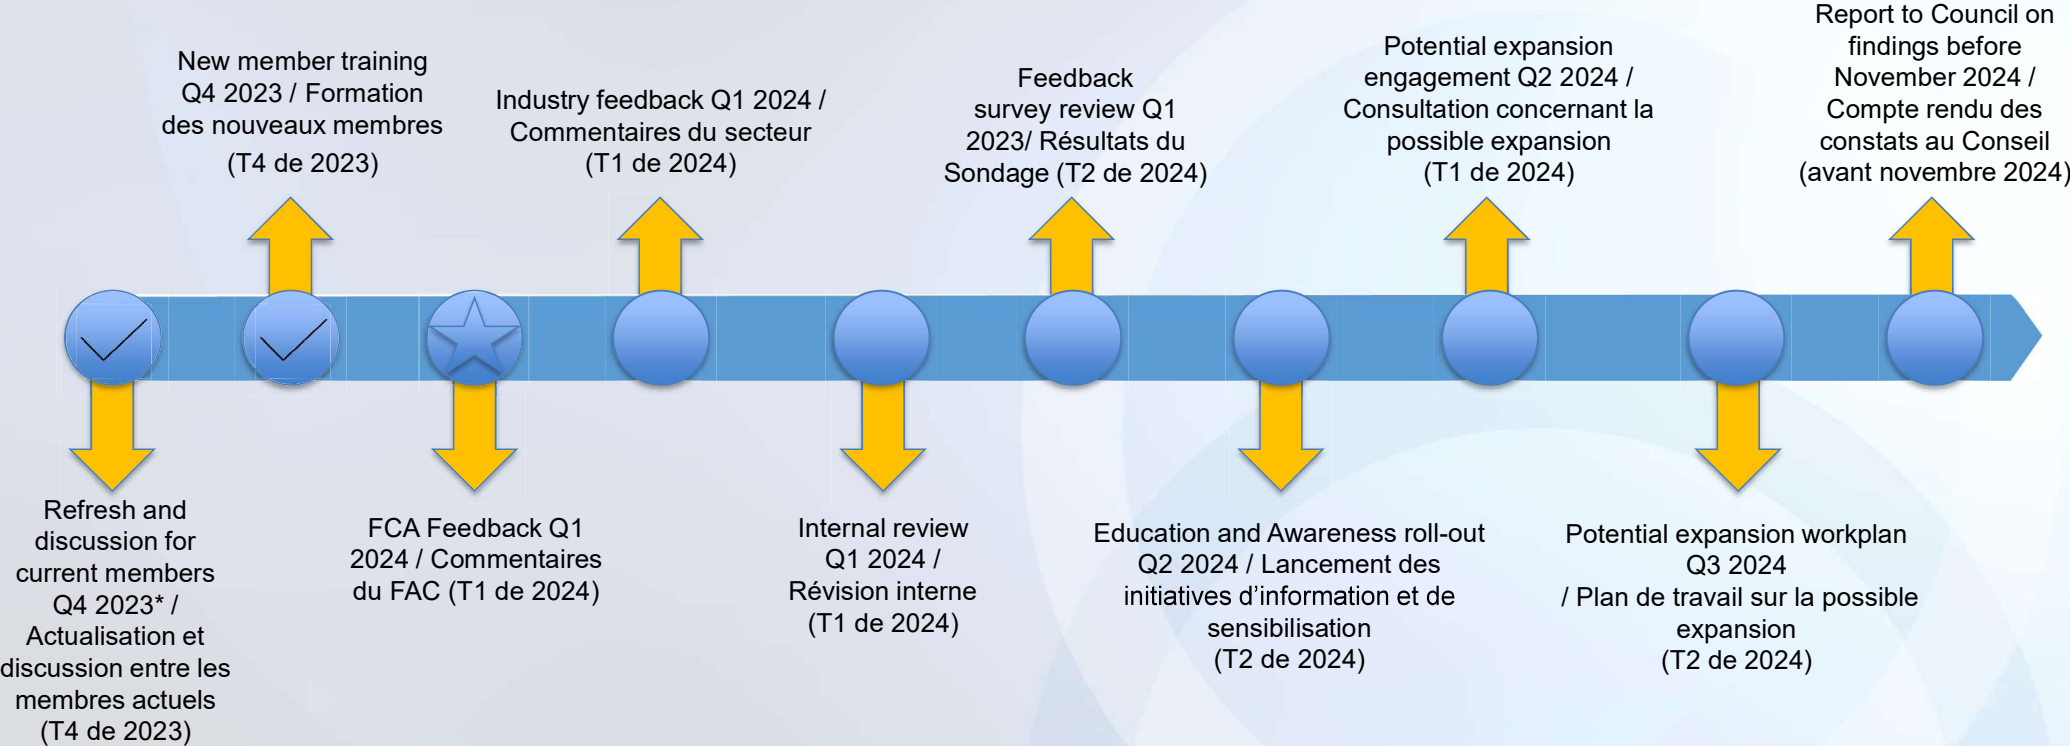 New member training
Q4 2023 / Formation
des nouveaux membres
(T4 de 2023)
Industry feedback Q1 2024 /
Commentaires du secteur
(T1 de 2024)
Feedback
survey review Q1
2023/ Résultats du
Sondage (T2 de 2024)
Potential expansion
engagement Q2 2024 /
Consultation concernant la
possible expansion
(T1 de 2024)
Report to Council on
findings before
November 2024 /
Compte rendu des
constats au Conseil
(avant novembre 2024)
Refresh and
discussion for
current members
Q4 2023* /
Actualisation et
discussion entre les
membres actuels
(T4 de 2023)
FCA Feedback Q1
2024 / Commentaires
du FAC (T1 de 2024)
Internal review
Q1 2024 /
Révision interne
(T1 de 2024)
Education and Awareness roll-out
Q2 2024 / Lancement des
initiatives d’information et de
sensibilisation
(T2 de 2024)
Potential expansion workplan
Q3 2024
/ Plan de travail sur la possible
expansion
(T2 de 2024)